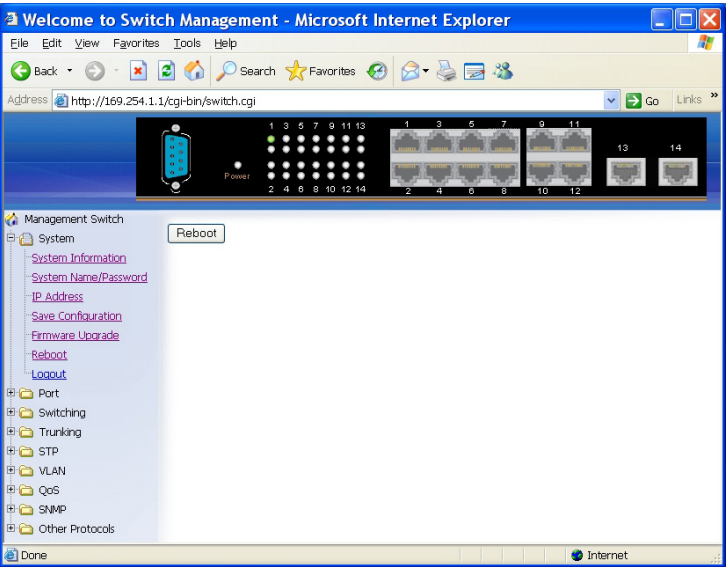 Welcome to Switch Management - Microsoft Internet Explorer
File Edit View Favorites Tools Help
Back Search Favorites
Address http://169.254.1.1/cgi-bin/switch.cgi Go Links »
1 3 5 7 9 11 13 1 3 5 7 9 11
13 14
Power
2 4 6 8 10 12 14 2 4 6 8 10 12
Management Switch
System
Reboot
System Information
System Name/Password
IP Address
Save Configuration
Firmware Upgrade
Reboot
Logout
Port
Switching
Trunking
STP
VLAN
QoS
SNMP
Other Protocols
Done Internet